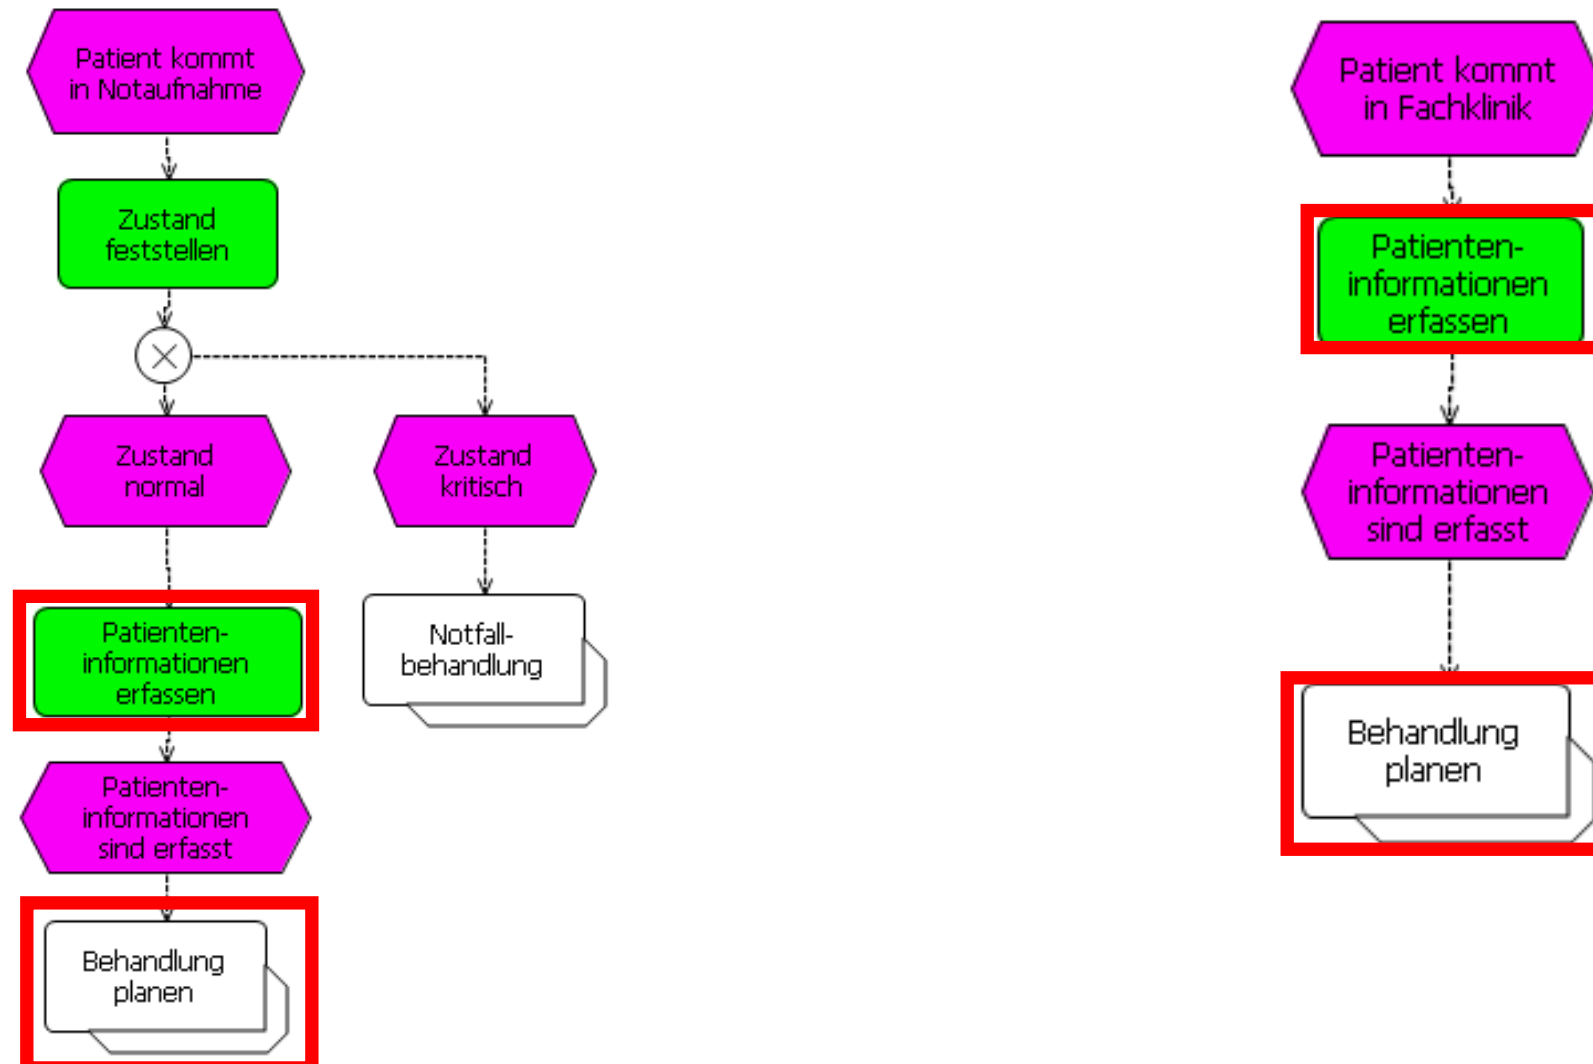 Patient kommt
in Notaufnahme
Zustand
feststellen
Zustand
normal
Zustand
kritisch
Patienten-
informationen
erfassen
Notfall-
behandlung
Patienten-
informationen
sind erfasst
Behandlung
planen
Patient kommt
in Fachklinik
Patienten-
informationen
erfassen
Patienten-
informationen
sind erfasst
Behandlung
planen